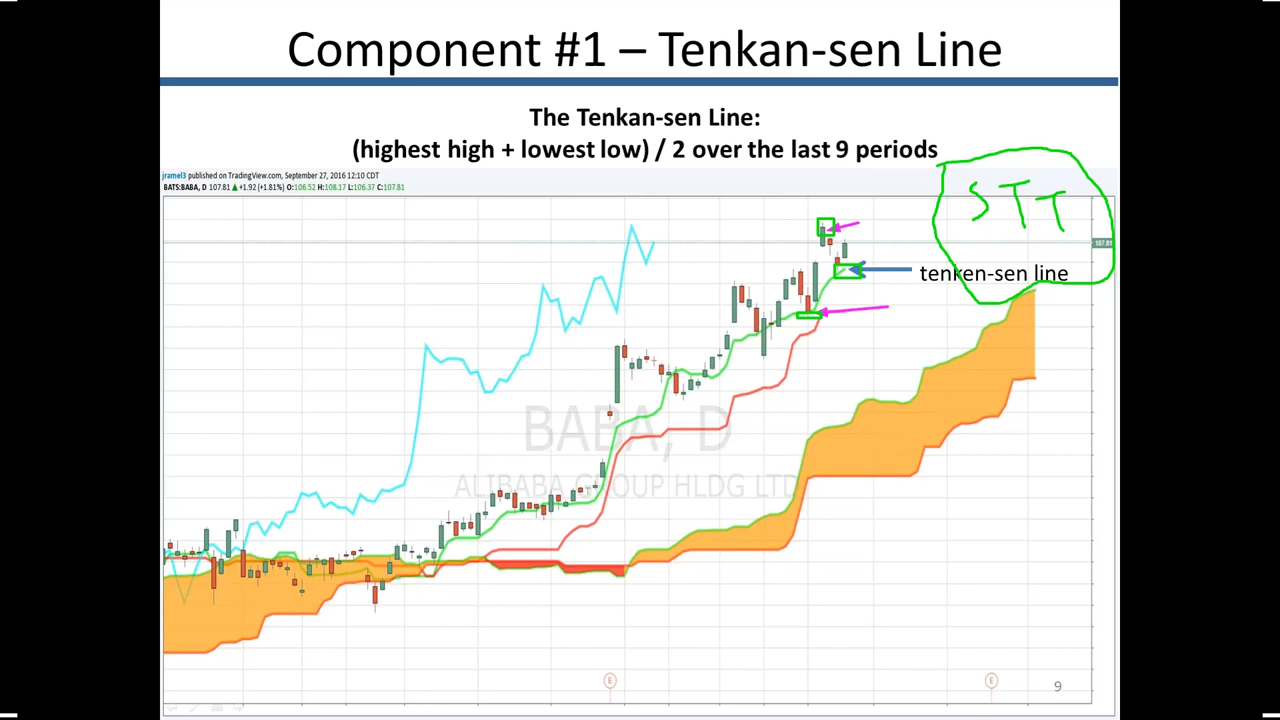 Component #1 – Tenkan-sen Line
The Tenkan-sen Line:
(highest high + lowest low) / 2 over the last 9 periods
jramel3 published on TradingView.com, September 27, 2016 12:10 CDT
BATS:BABA, D 107.81 ▲ +1.92 (+1.81%) O:106.52 H:108.17 L:106.37 C:107.81
STT
107.81
tenken-sen line
BABA, D
ALIBABA GROUP HLDG LTD
E
E
9